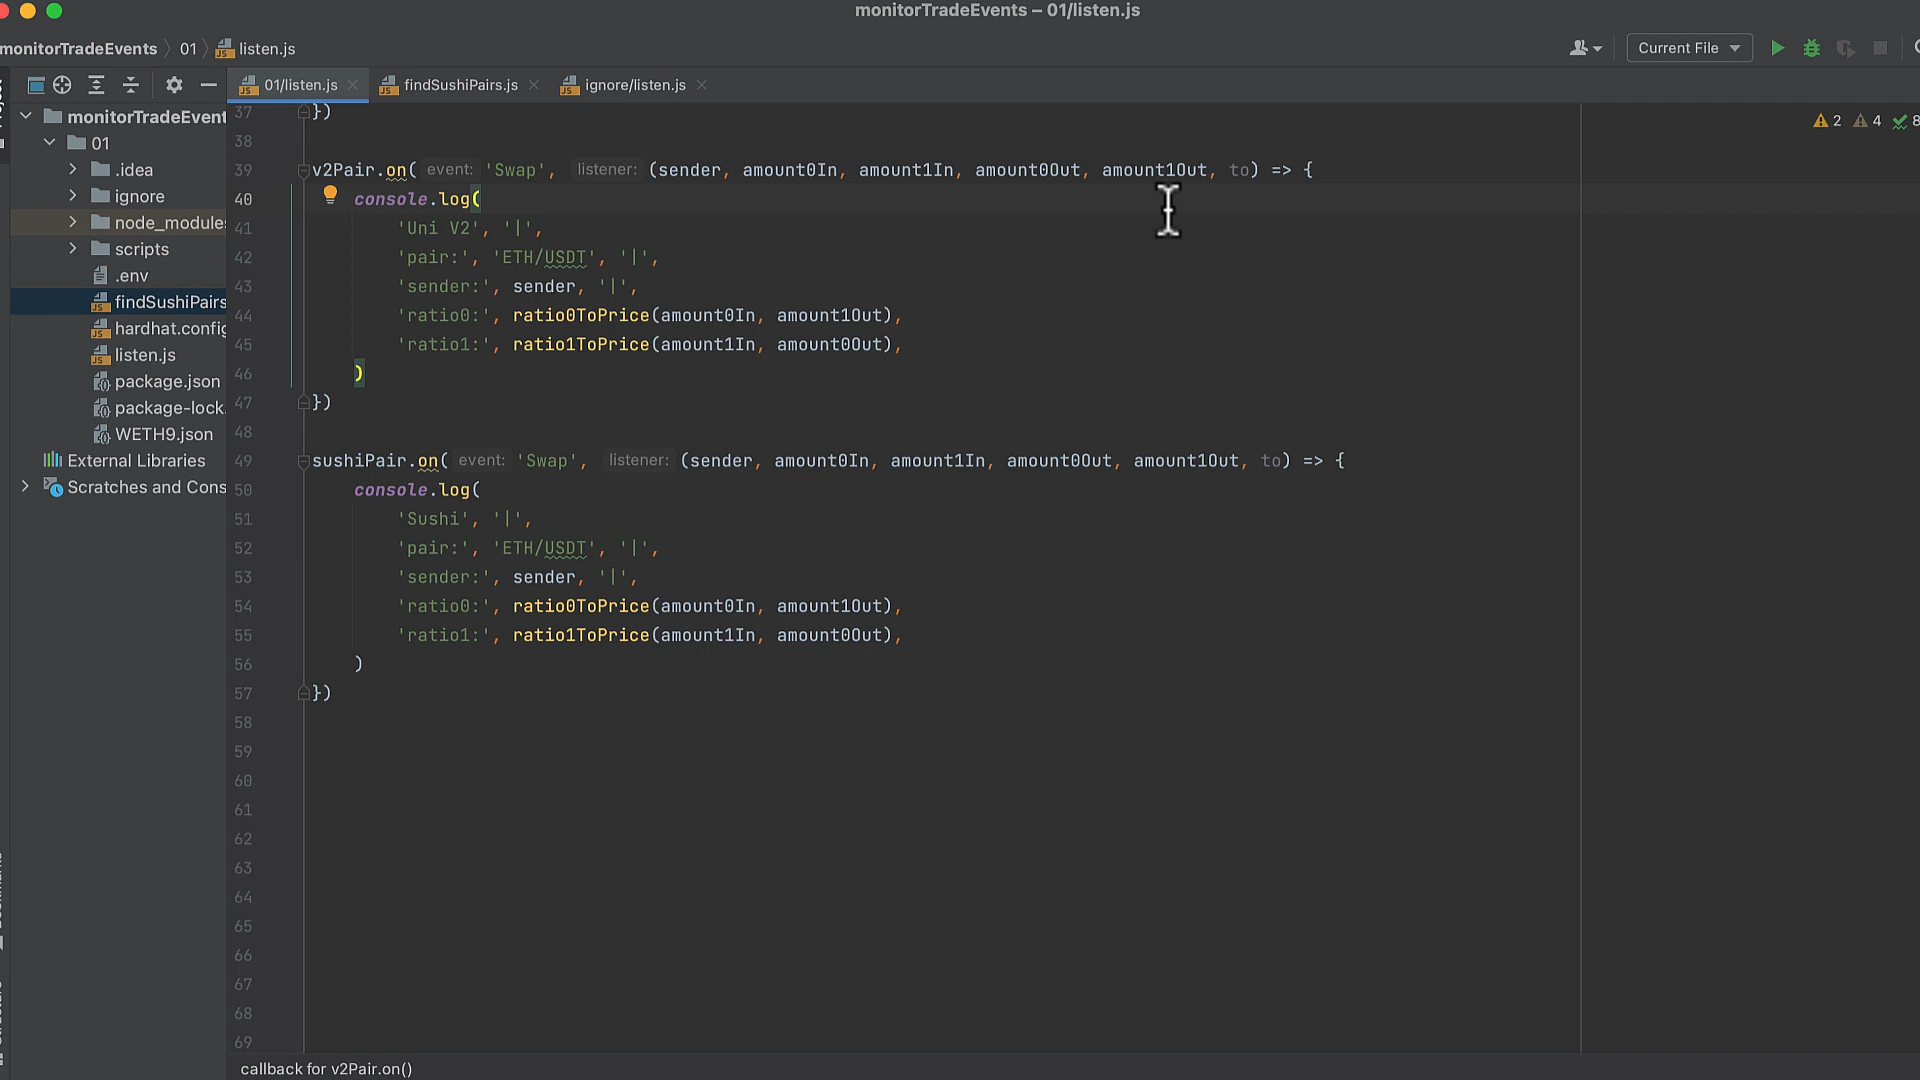 monitorTradeEvents – 01/listen.js
monitorTradeEvents 01 listen.js
Current File
01/listen.js findSushiPairs.js ignore/listen.js
2 4 8
monitorTradeEvent
01
.idea
ignore
node_modules
scripts
.env
findSushiPairs
hardhat.config
listen.js
package.json
package-lock.
WETH9.json
External Libraries
Scratches and Cons
37 })
38
39 v2Pair.on( event: 'Swap', listener: (sender, amount0In, amount1In, amount0Out, amount1Out, to) => {
40 console.log(
41 'Uni V2', '|',
42 'pair:', 'ETH/USDT', '|',
43 'sender:', sender, '|',
44 'ratio0:', ratio0ToPrice(amount0In, amount1Out),
45 'ratio1:', ratio1ToPrice(amount1In, amount0Out),
46 )
47 })
48
49 sushiPair.on( event: 'Swap', listener: (sender, amount0In, amount1In, amount0Out, amount1Out, to) => {
50 console.log(
51 'Sushi', '|',
52 'pair:', 'ETH/USDT', '|',
53 'sender:', sender, '|',
54 'ratio0:', ratio0ToPrice(amount0In, amount1Out),
55 'ratio1:', ratio1ToPrice(amount1In, amount0Out),
56 )
57 })
58
59
60
61
62
63
64
65
66
67
68
69
callback for v2Pair.on()